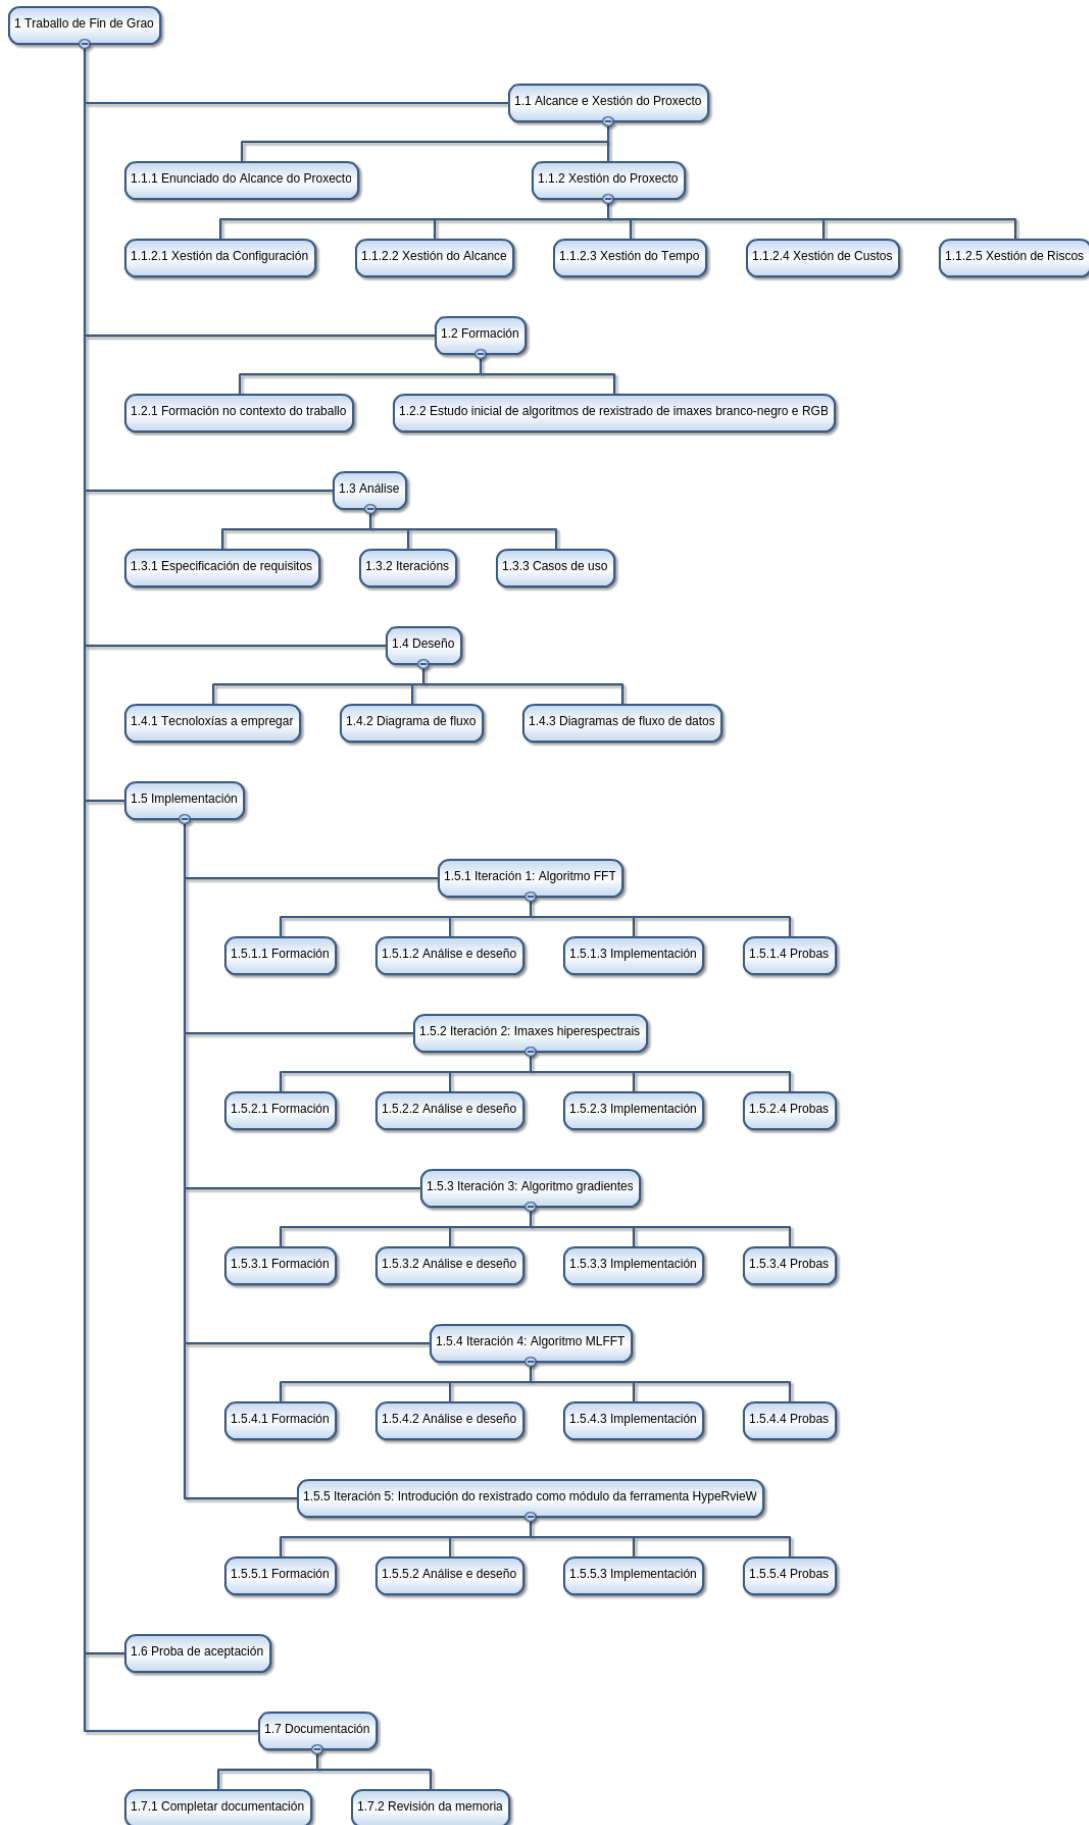 1 Traballo de Fin de Grao
1.1 Alcance e Xestión do Proxecto
1.1.1 Enunciado do Alcance do Proxecto
1.1.2 Xestión do Proxecto
1.1.2.1 Xestión da Configuración
1.1.2.2 Xestión do Alcance
1.1.2.3 Xestión do Tempo
1.1.2.4 Xestión de Custos
1.1.2.5 Xestión de Riscos
1.2 Formación
1.2.1 Formación no contexto do traballo
1.2.2 Estudo inicial de algoritmos de rexistrado de imaxes branco-negro e RGB
1.3 Análise
1.3.1 Especificación de requisitos
1.3.2 Iteracións
1.3.3 Casos de uso
1.4 Deseño
1.4.1 Tecnoloxías a empregar
1.4.2 Diagrama de fluxo
1.4.3 Diagramas de fluxo de datos
1.5 Implementación
1.5.1 Iteración 1: Algoritmo FFT
1.5.1.1 Formación
1.5.1.2 Análise e deseño
1.5.1.3 Implementación
1.5.1.4 Probas
1.5.2 Iteración 2: Imaxes hiperespectrais
1.5.2.1 Formación
1.5.2.2 Análise e deseño
1.5.2.3 Implementación
1.5.2.4 Probas
1.5.3 Iteración 3: Algoritmo gradientes
1.5.3.1 Formación
1.5.3.2 Análise e deseño
1.5.3.3 Implementación
1.5.3.4 Probas
1.5.4 Iteración 4: Algoritmo MLFFT
1.5.4.1 Formación
1.5.4.2 Análise e deseño
1.5.4.3 Implementación
1.5.4.4 Probas
1.5.5 Iteración 5: Introdución do rexistrado como módulo da ferramenta HypeRvieW
1.5.5.1 Formación
1.5.5.2 Análise e deseño
1.5.5.3 Implementación
1.5.5.4 Probas
1.6 Proba de aceptación
1.7 Documentación
1.7.1 Completar documentación
1.7.2 Revisión da memoria